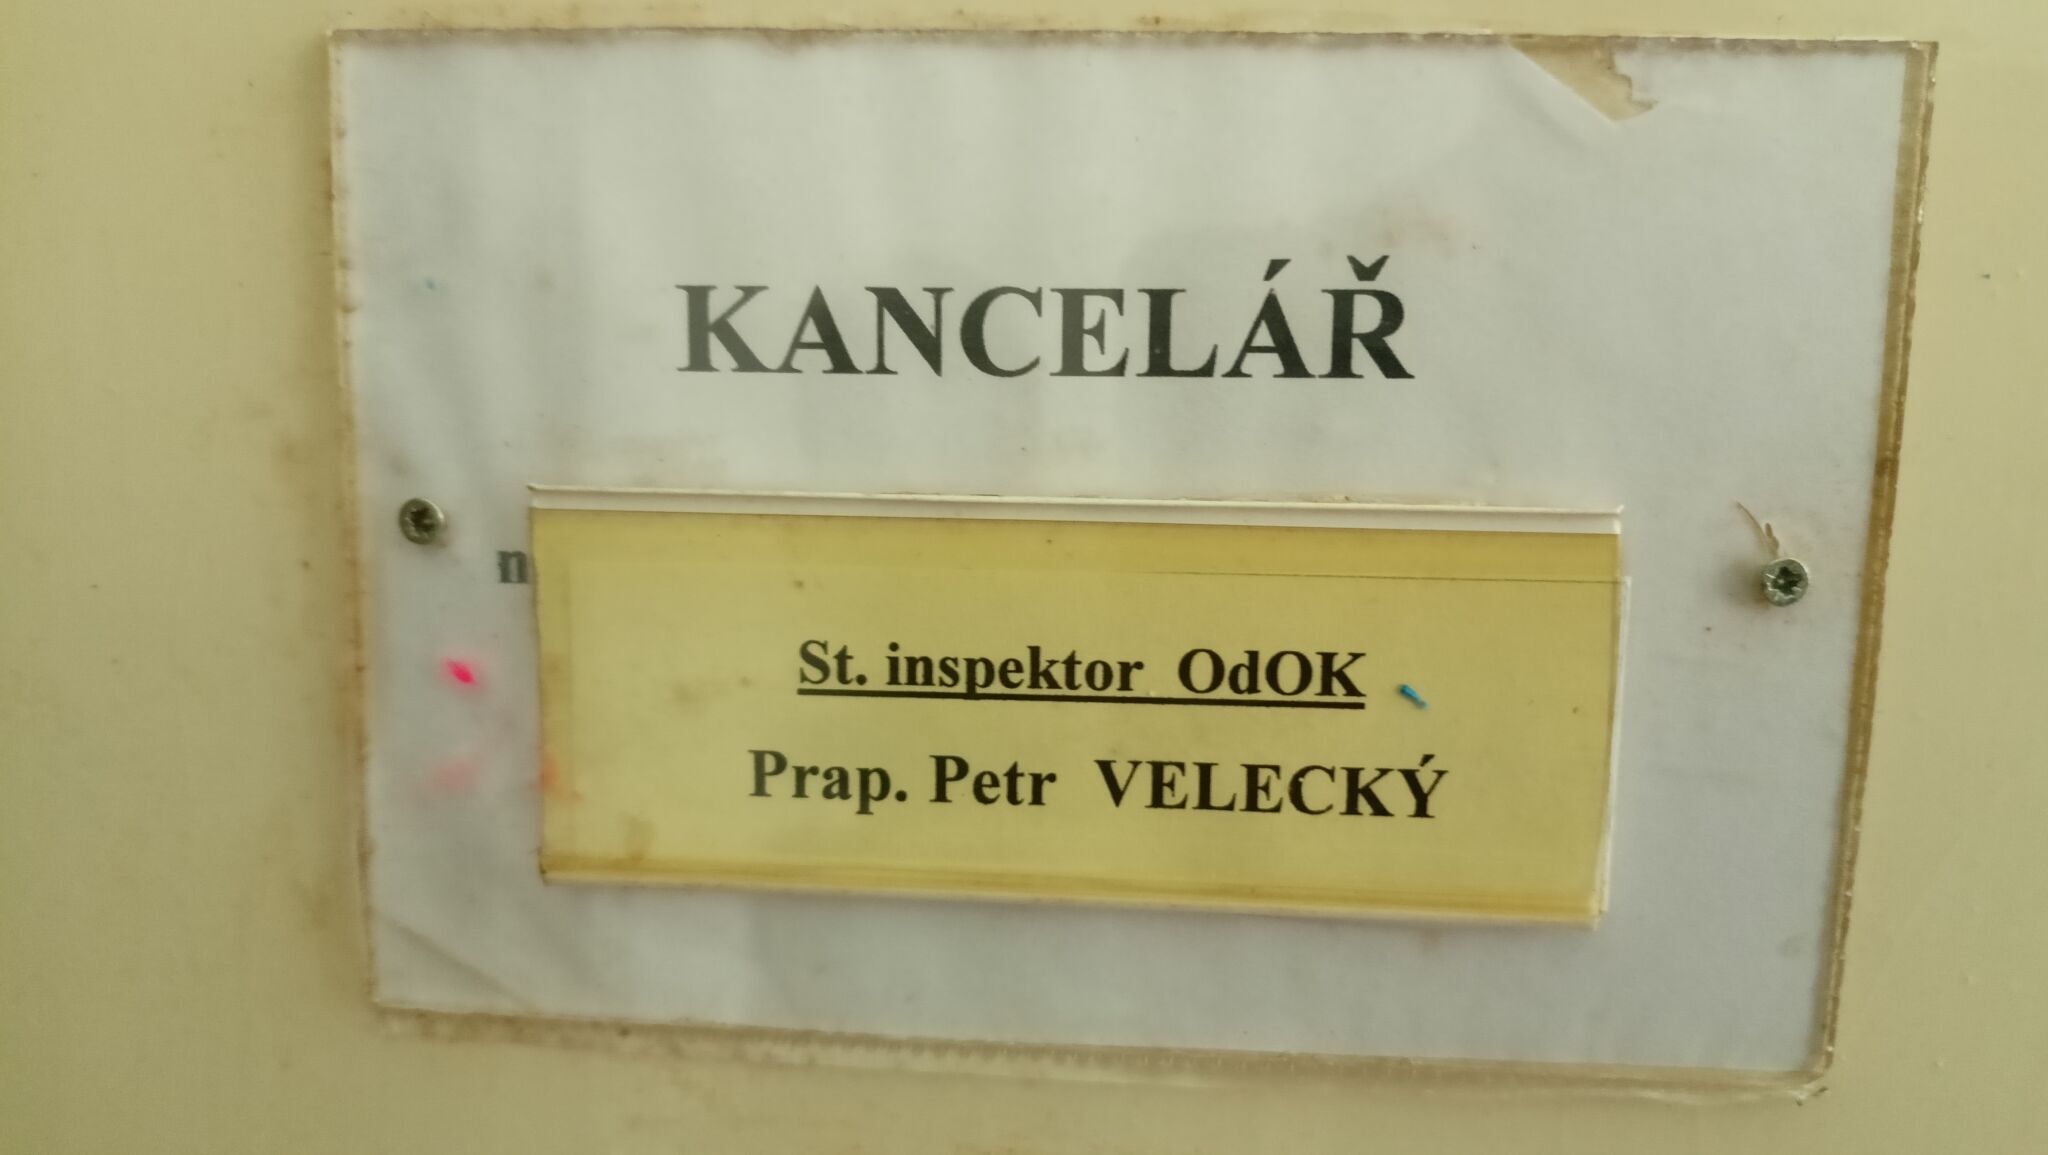 KANCELÁŘ
n
St. inspektor OdOK
Prap. Petr VELECKÝ